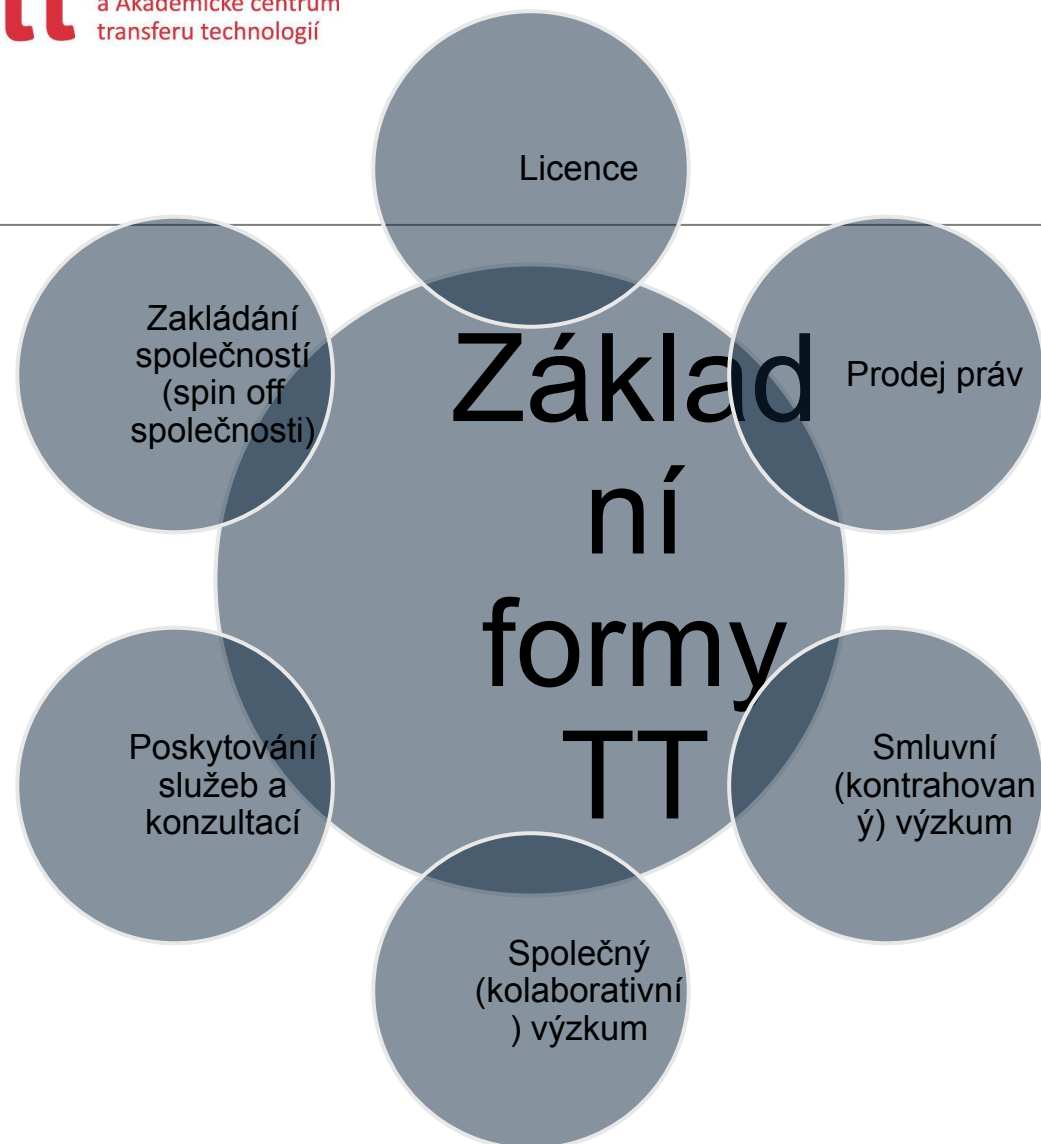 a Akademické centrum
transferu technologií
Licence
Zakládání
společností
(spin off
společnosti)
Základ
ní
formy
TT
Prodej práv
Poskytování
služeb a
konzultací
Smluvní
(kontrahovan
ý) výzkum
Společný
(kolaborativní
) výzkum